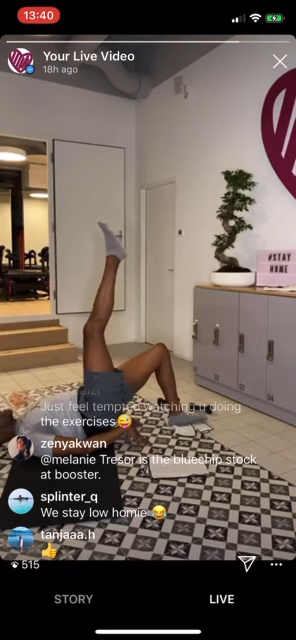 13:40
Your Live Video
18h ago
#STAY
HOME
Just feel tempted watching u doing
the exercises😜
zenyakwan
@melanie Tresor is the bluechip stock
at booster.
splinter_q
We stay low homie 😂
tanjaaa.h
👍
515
STORY
LIVE